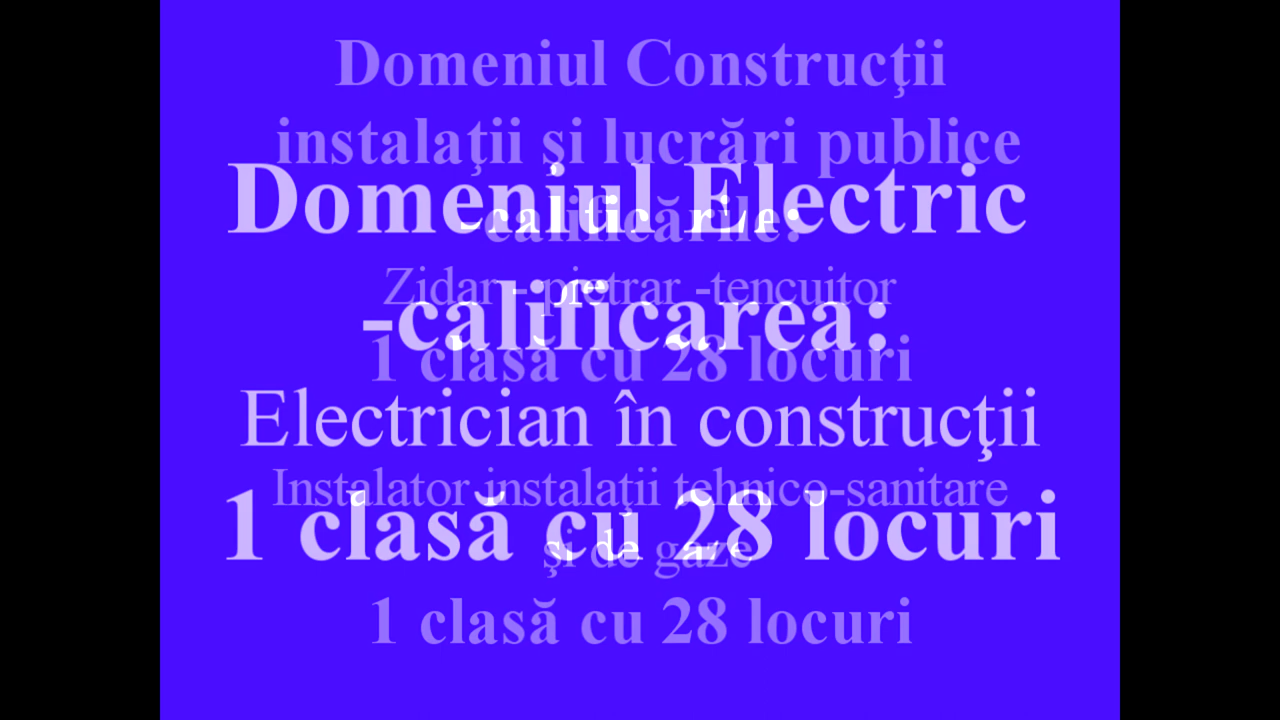 Domeniul Construcţii
instalaţii şi lucrări publice
-calificările:
Zidar - pietrar -tencuitor
1 clasă cu 28 locuri
Instalator instalaţii tehnico-sanitare
şi de gaze
1 clasă cu 28 locuri
Domeniul Electric
-calificarea:
Electrician în construcţii
1 clasă cu 28 locuri